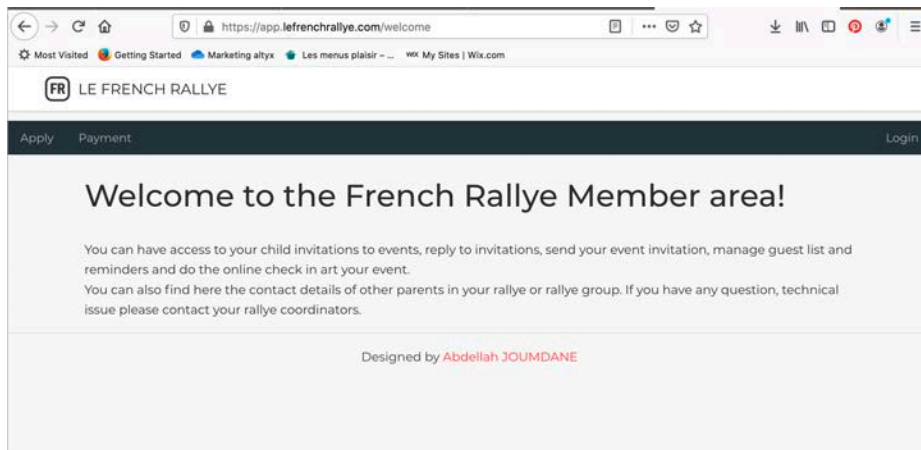 https://app.lefrenchrallye.com/welcome
Most Visited Getting Started Marketing altyx Les menus plaisir – ... WIX My Sites | Wix.com
FR LE FRENCH RALLYE
Apply Payment Login
Welcome to the French Rallye Member area!
You can have access to your child invitations to events, reply to invitations, send your event invitation, manage guest list and
reminders and do the online check in art your event.
You can also find here the contact details of other parents in your rallye or rallye group. If you have any question, technical
issue please contact your rallye coordinators.
Designed by Abdellah JOUMDANE